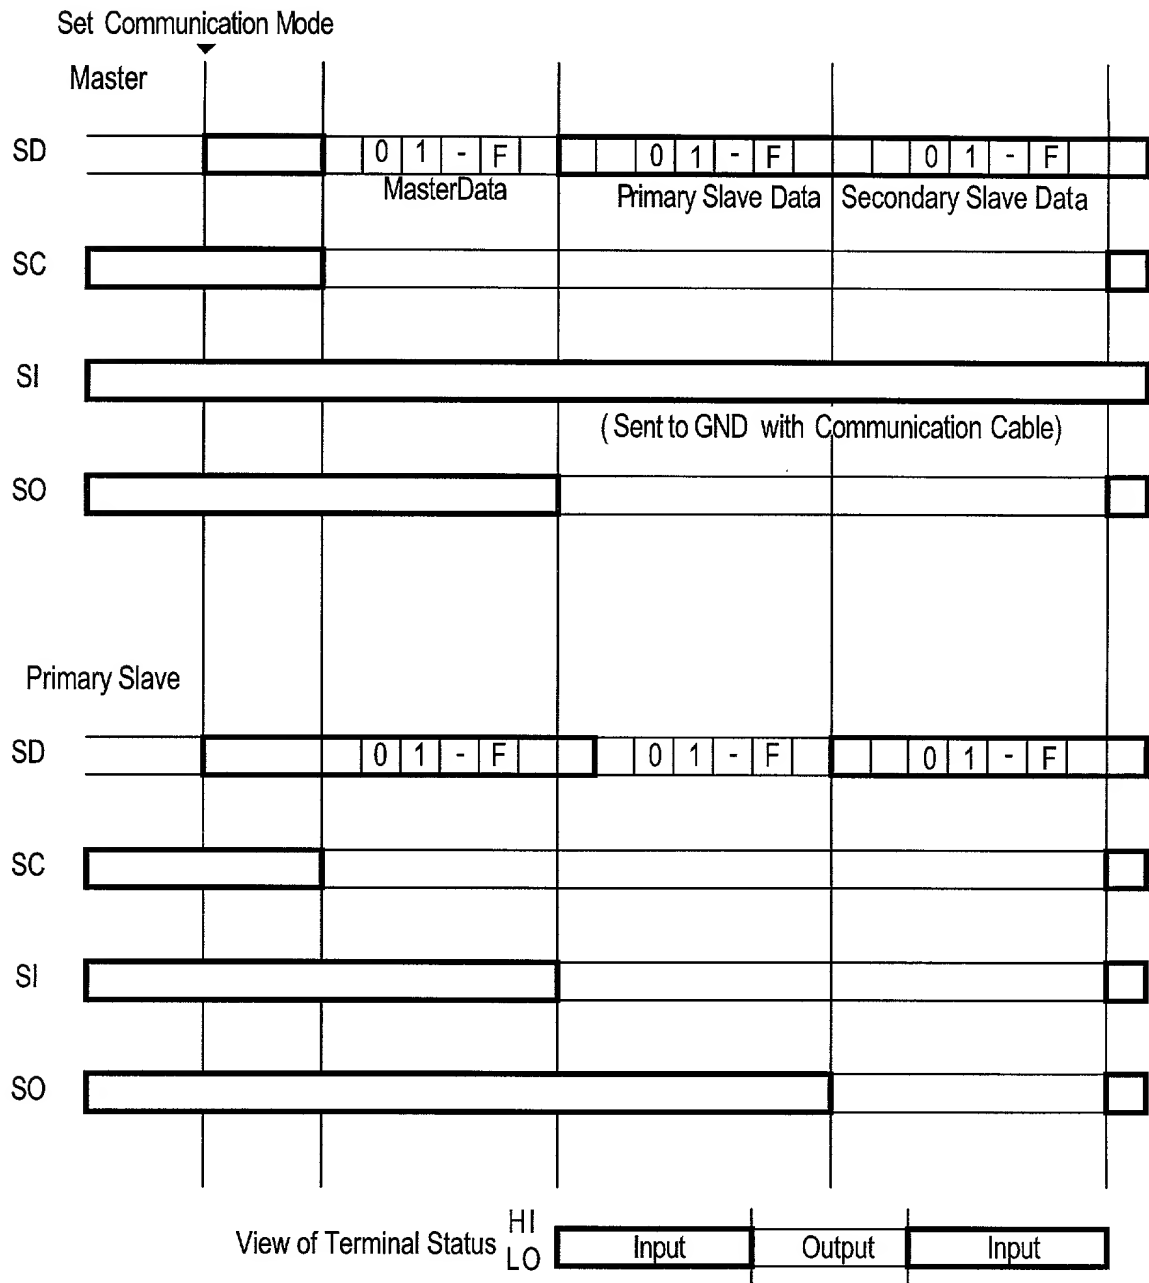 Set Communication Mode
Master
SD 0 1 - F 0 1 - F 0 1 - F
MasterData Primary Slave Data Secondary Slave Data
SC
SI
( Sent to GND with Communication Cable)
SO
Primary Slave
SD 0 1 - F 0 1 - F 0 1 - F
SC
SI
SO
View of Terminal Status HI LO Input Output Input